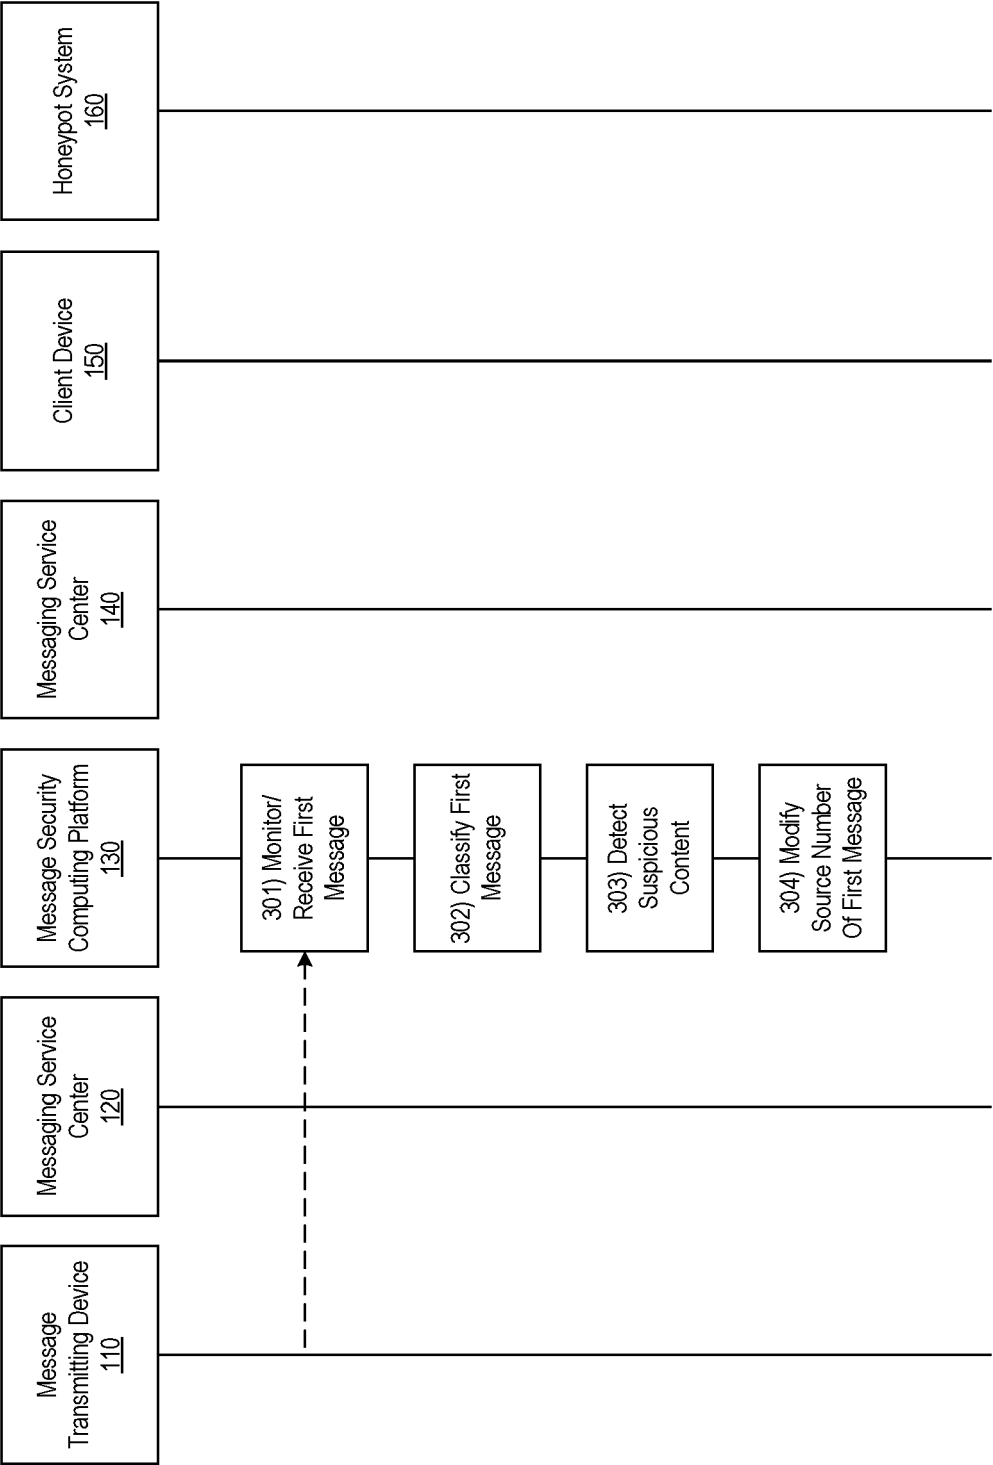 Message
Transmitting Device
110
Messaging Service
Center
120
Message Security
Computing Platform
130
Messaging Service
Center
140
Client Device
150
Honeypot System
160
301) Monitor/
Receive First
Message
302) Classify First
Message
303) Detect
Suspicious
Content
304) Modify
Source Number
Of First Message